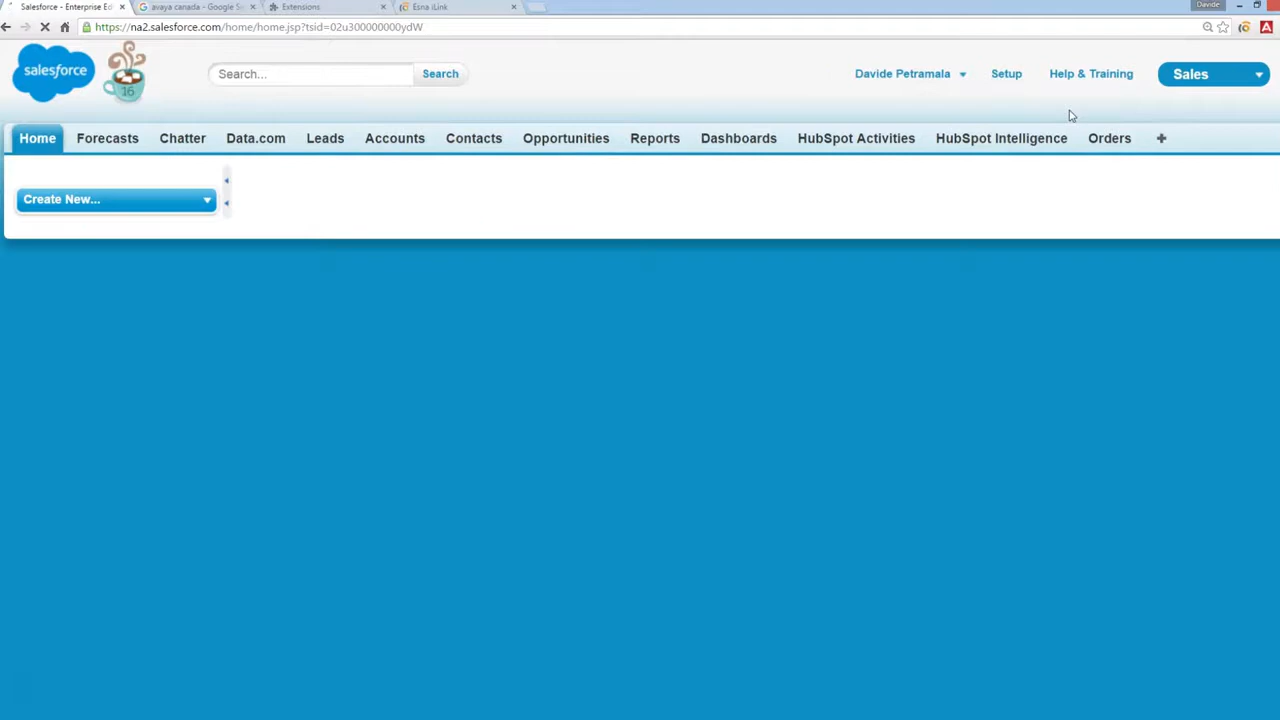 Salesforce - Enterprise Ed
avaya canada - Google S
Extensions
Esna iLink
Davide
https://na2.salesforce.com/home/home.jsp?tsid=02u300000000ydW
salesforce
16
Search...
Search
Davide Petramala
Setup
Help & Training
Sales
Home
Forecasts
Chatter
Data.com
Leads
Accounts
Contacts
Opportunities
Reports
Dashboards
HubSpot Activities
HubSpot Intelligence
Orders
+
Create New...